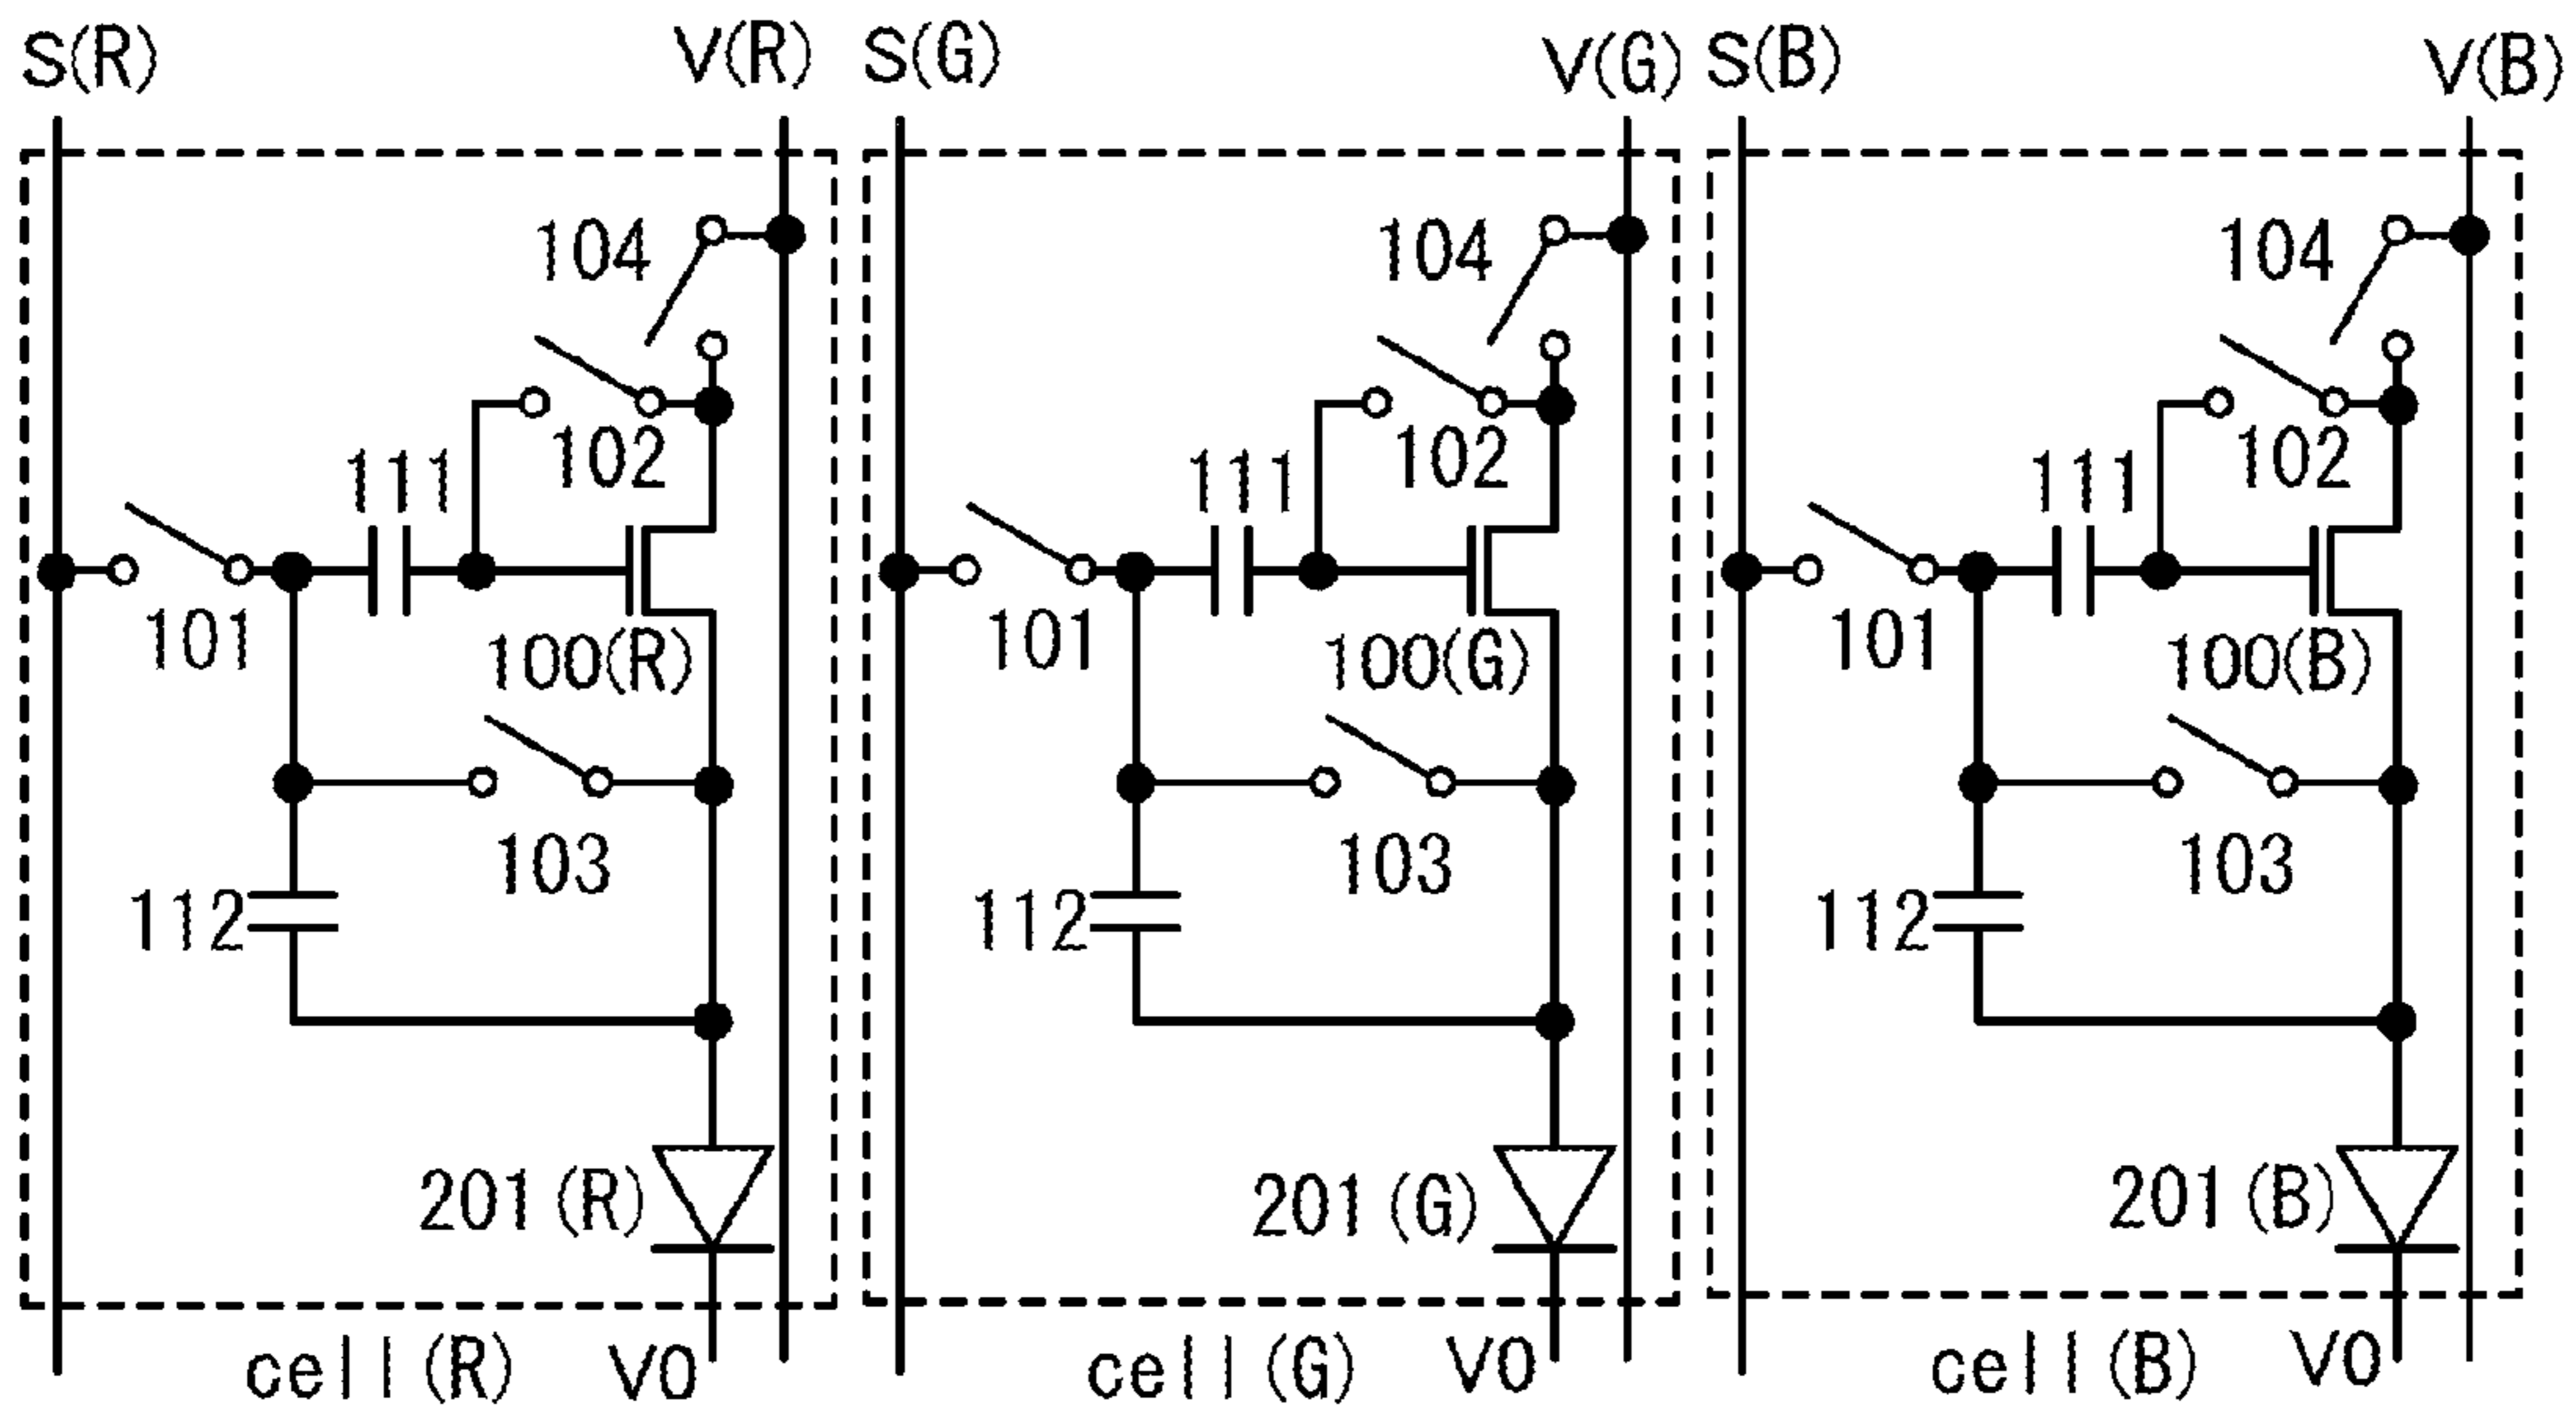 S(R) V(R) S(G) V(G) S(B) V(B)
104 104 104
102 102 102
111 111 111
101 101 101
100(R) 100(G) 100(B)
103 103 103
112 112 112
201(R) 201(G) 201(B)
cell(R) V0 cell(G) V0 cell(B) V0